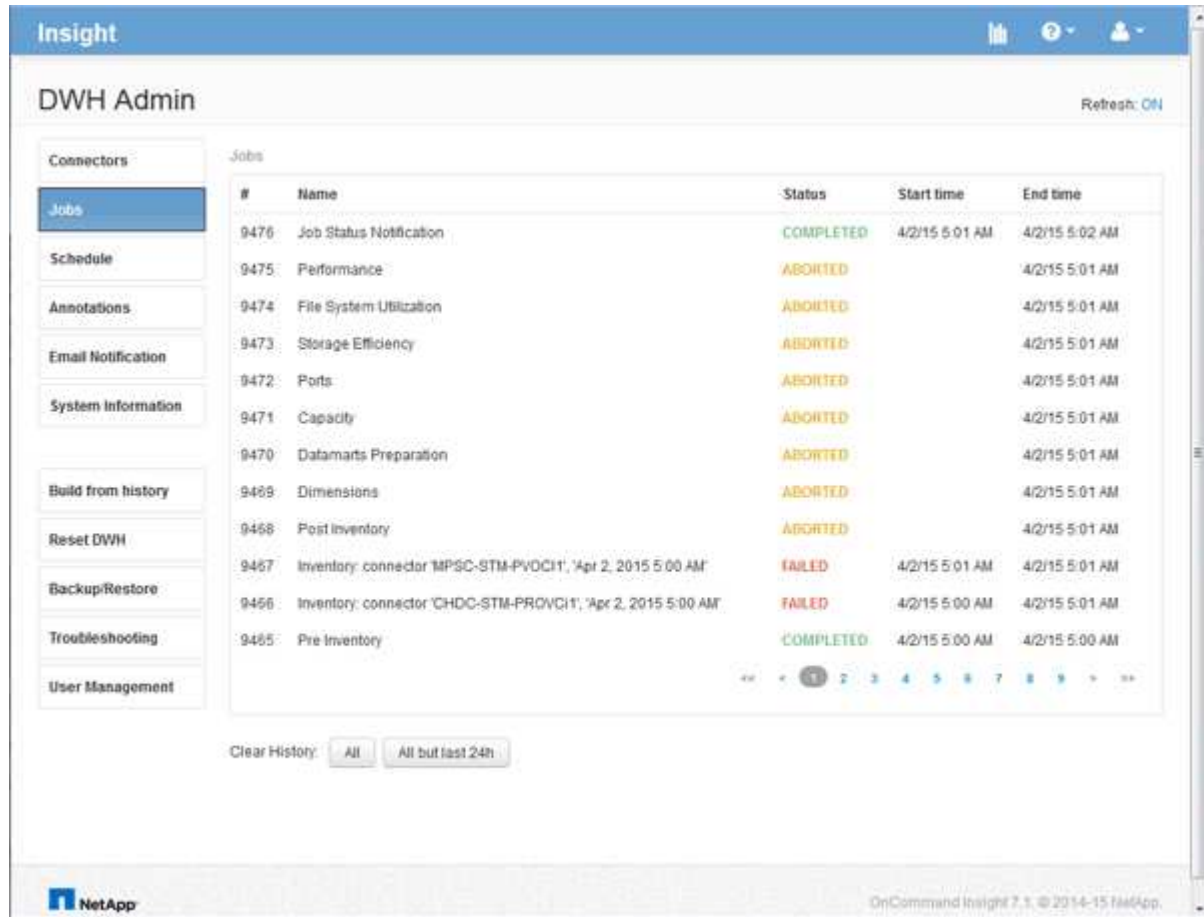 Insight
DWH Admin
Refresh: ON
Connectors
Jobs
Schedule
Annotations
Email Notification
System Information
Build from history
Reset DWH
Backup/Restore
Troubleshooting
User Management
Jobs
# Name Status Start time End time
9476 Job Status Notification COMPLETED 4/2/15 5:01 AM 4/2/15 5:02 AM
9475 Performance ABORTED 4/2/15 5:01 AM
9474 File System Utilization ABORTED 4/2/15 5:01 AM
9473 Storage Efficiency ABORTED 4/2/15 5:01 AM
9472 Ports ABORTED 4/2/15 5:01 AM
9471 Capacity ABORTED 4/2/15 5:01 AM
9470 Datamarts Preparation ABORTED 4/2/15 5:01 AM
9469 Dimensions ABORTED 4/2/15 5:01 AM
9468 Post Inventory ABORTED 4/2/15 5:01 AM
9467 Inventory: connector 'MPSC-STM-PVOCI1', 'Apr 2, 2015 5:00 AM' FAILED 4/2/15 5:01 AM 4/2/15 5:01 AM
9466 Inventory: connector 'CHDC-STM-PROVCI1', 'Apr 2, 2015 5:00 AM' FAILED 4/2/15 5:00 AM 4/2/15 5:01 AM
9465 Pre Inventory COMPLETED 4/2/15 5:00 AM 4/2/15 5:00 AM
<< < 1 2 3 4 5 6 7 8 9 > >>
Clear History: All All but last 24h
NetApp
OnCommand Insight 7.1, © 2014-15 NetApp.